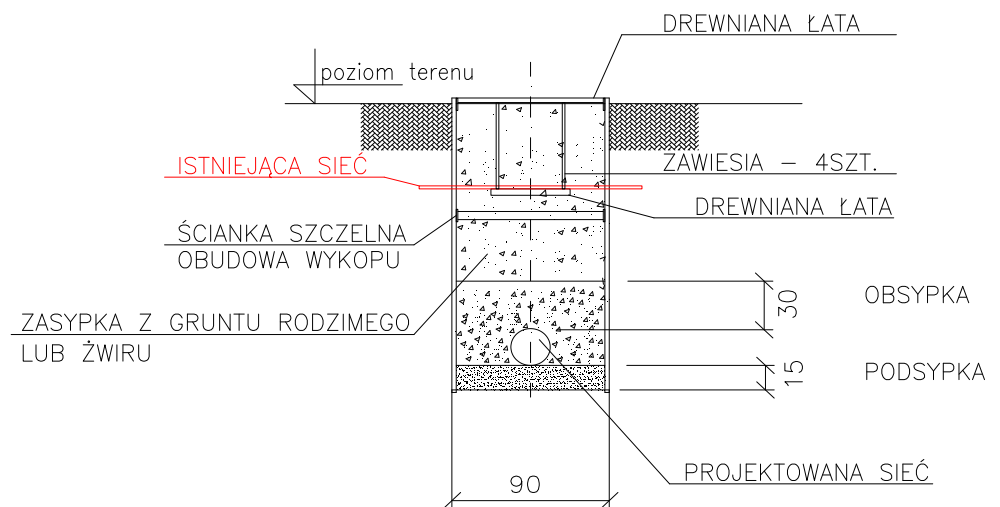 DREWNIANA ŁATA
poziom terenu
ISTNIEJĄCA SIEĆ
ZAWIESIA – 4SZT.
DREWNIANA ŁATA
ŚCIANKA SZCZELNA
OBUDOWA WYKOPU
30
OBSYPKA
ZASYPKA Z GRUNTU RODZIMEGO
LUB ŻWIRU
15
PODSYPKA
PROJEKTOWANA SIEĆ
90